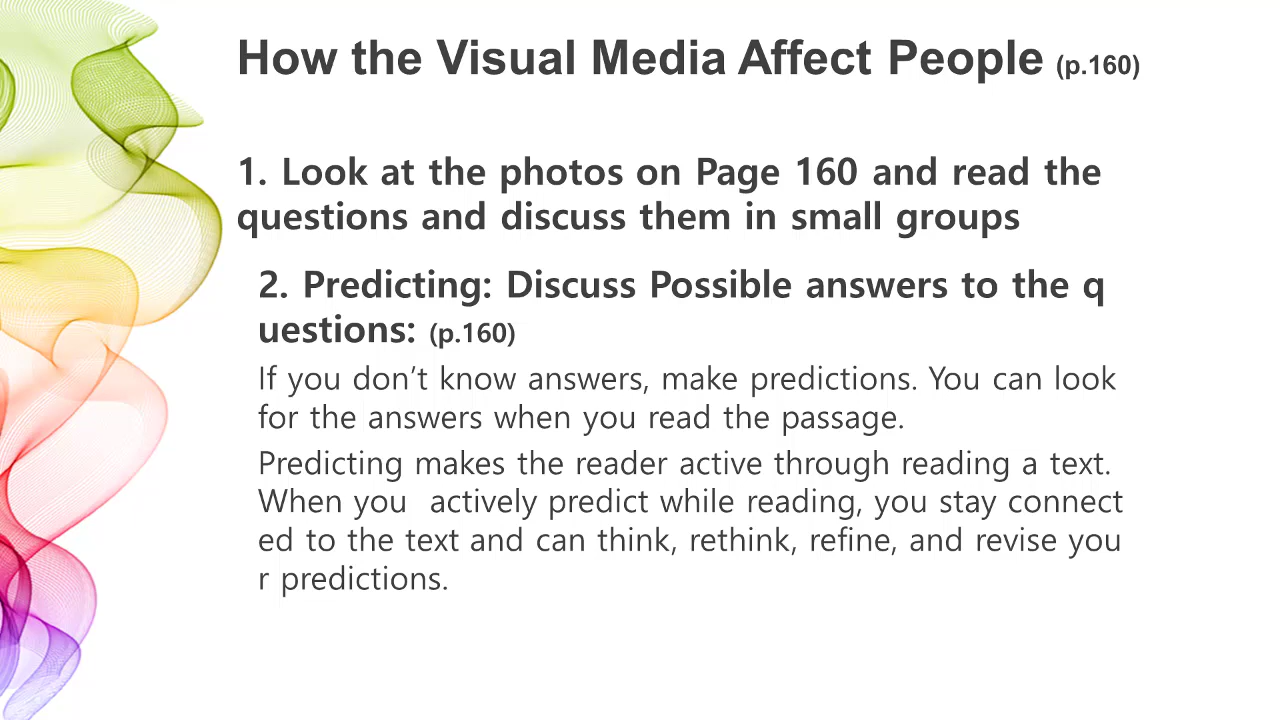 How the Visual Media Affect People (p.160)
1. Look at the photos on Page 160 and read the
questions and discuss them in small groups
2. Predicting: Discuss Possible answers to the q
uestions: (p.160)
If you don’t know answers, make predictions. You can look
for the answers when you read the passage.
Predicting makes the reader active through reading a text.
When you  actively predict while reading, you stay connect
ed to the text and can think, rethink, refine, and revise you
r predictions.